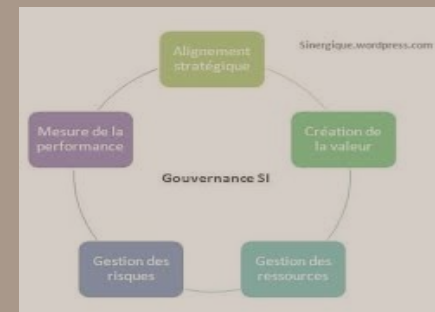 Alignement
stratégique
Sinergique.wordpress.com
Mesure de la
performance
Création de
la valeur
Gouvernance SI
Gestion des
risques
Gestion des
ressources